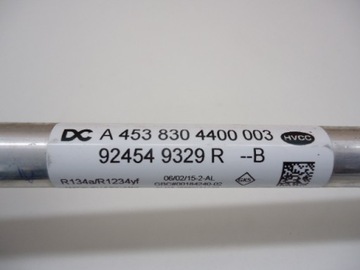 DC A 453 830 4400 003 HVCC
92454 9329 R --B
R134a/R1234yf 06/02/15-2-AL